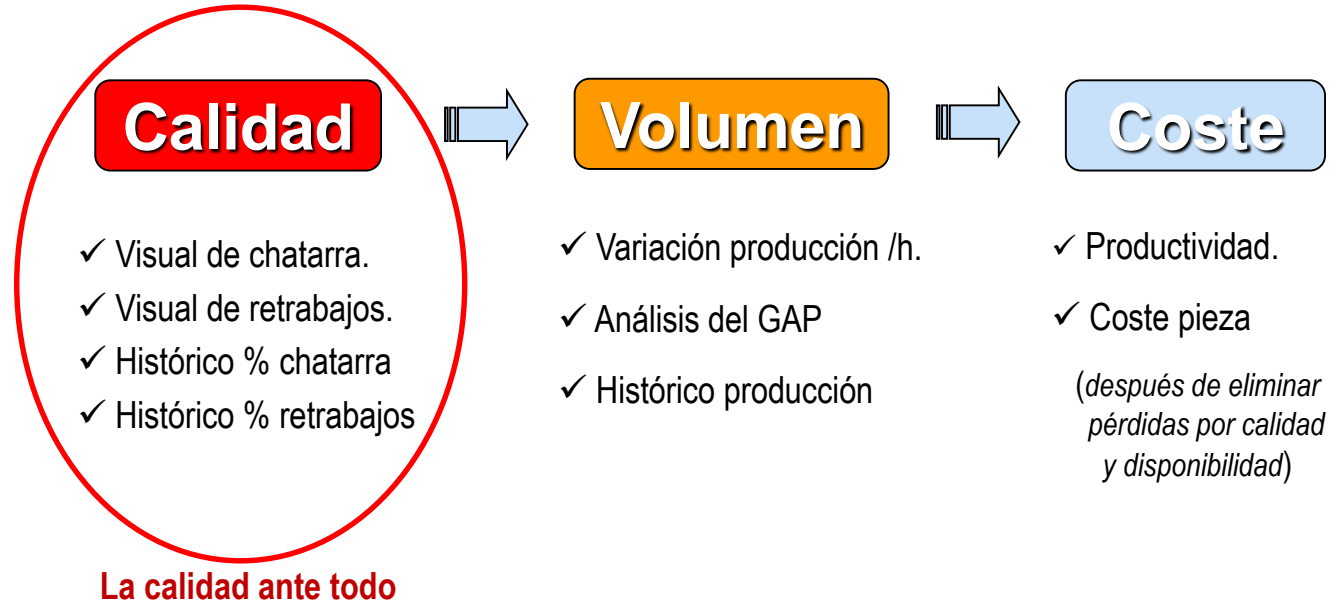 Calidad
✓ Visual de chatarra.
✓ Visual de retrabajos.
✓ Histórico % chatarra
✓ Histórico % retrabajos
La calidad ante todo
Volumen
✓ Variación producción /h.
✓ Análisis del GAP
✓ Histórico producción
Coste
✓ Productividad.
✓ Coste pieza
(después de eliminar
pérdidas por calidad
y disponibilidad)